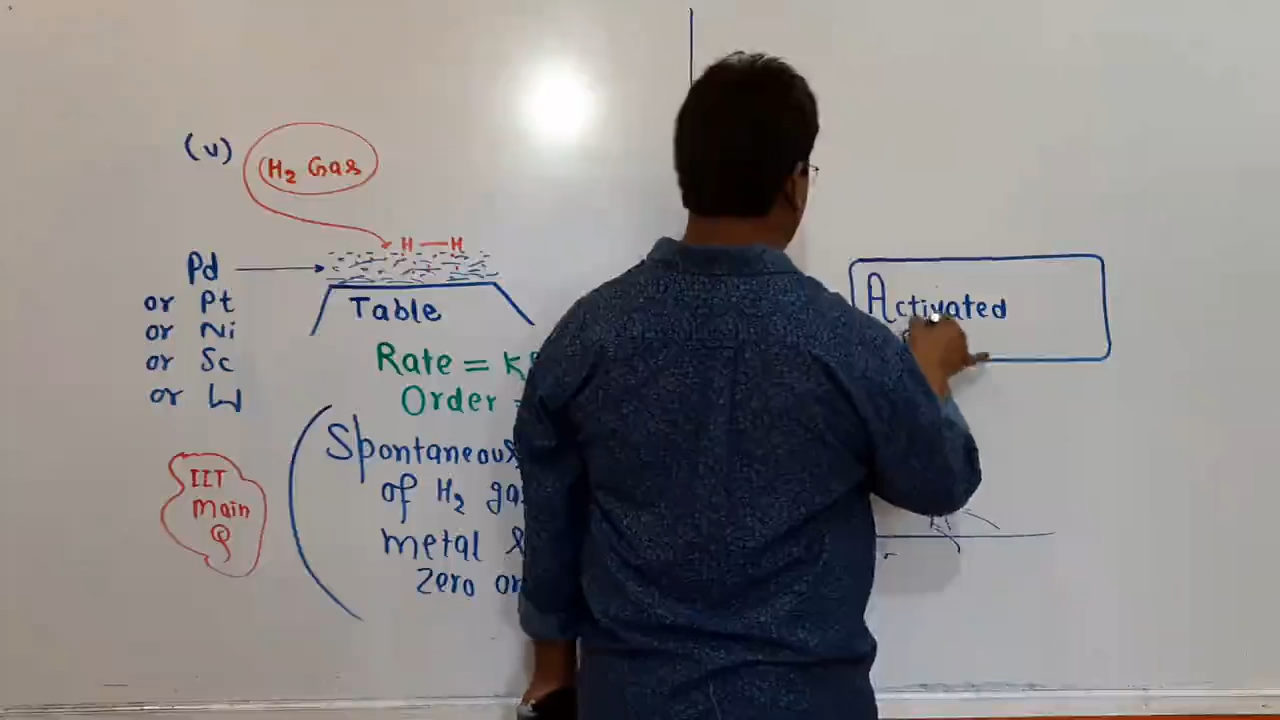 (v)
H₂ Gas
H—H
Pd
or Pt
or Ni
or Sc
or W
Table
Rate = K
Order
Spontaneous
of H₂ ga
metal &
Zero or
IIT
Main
Q
Activated